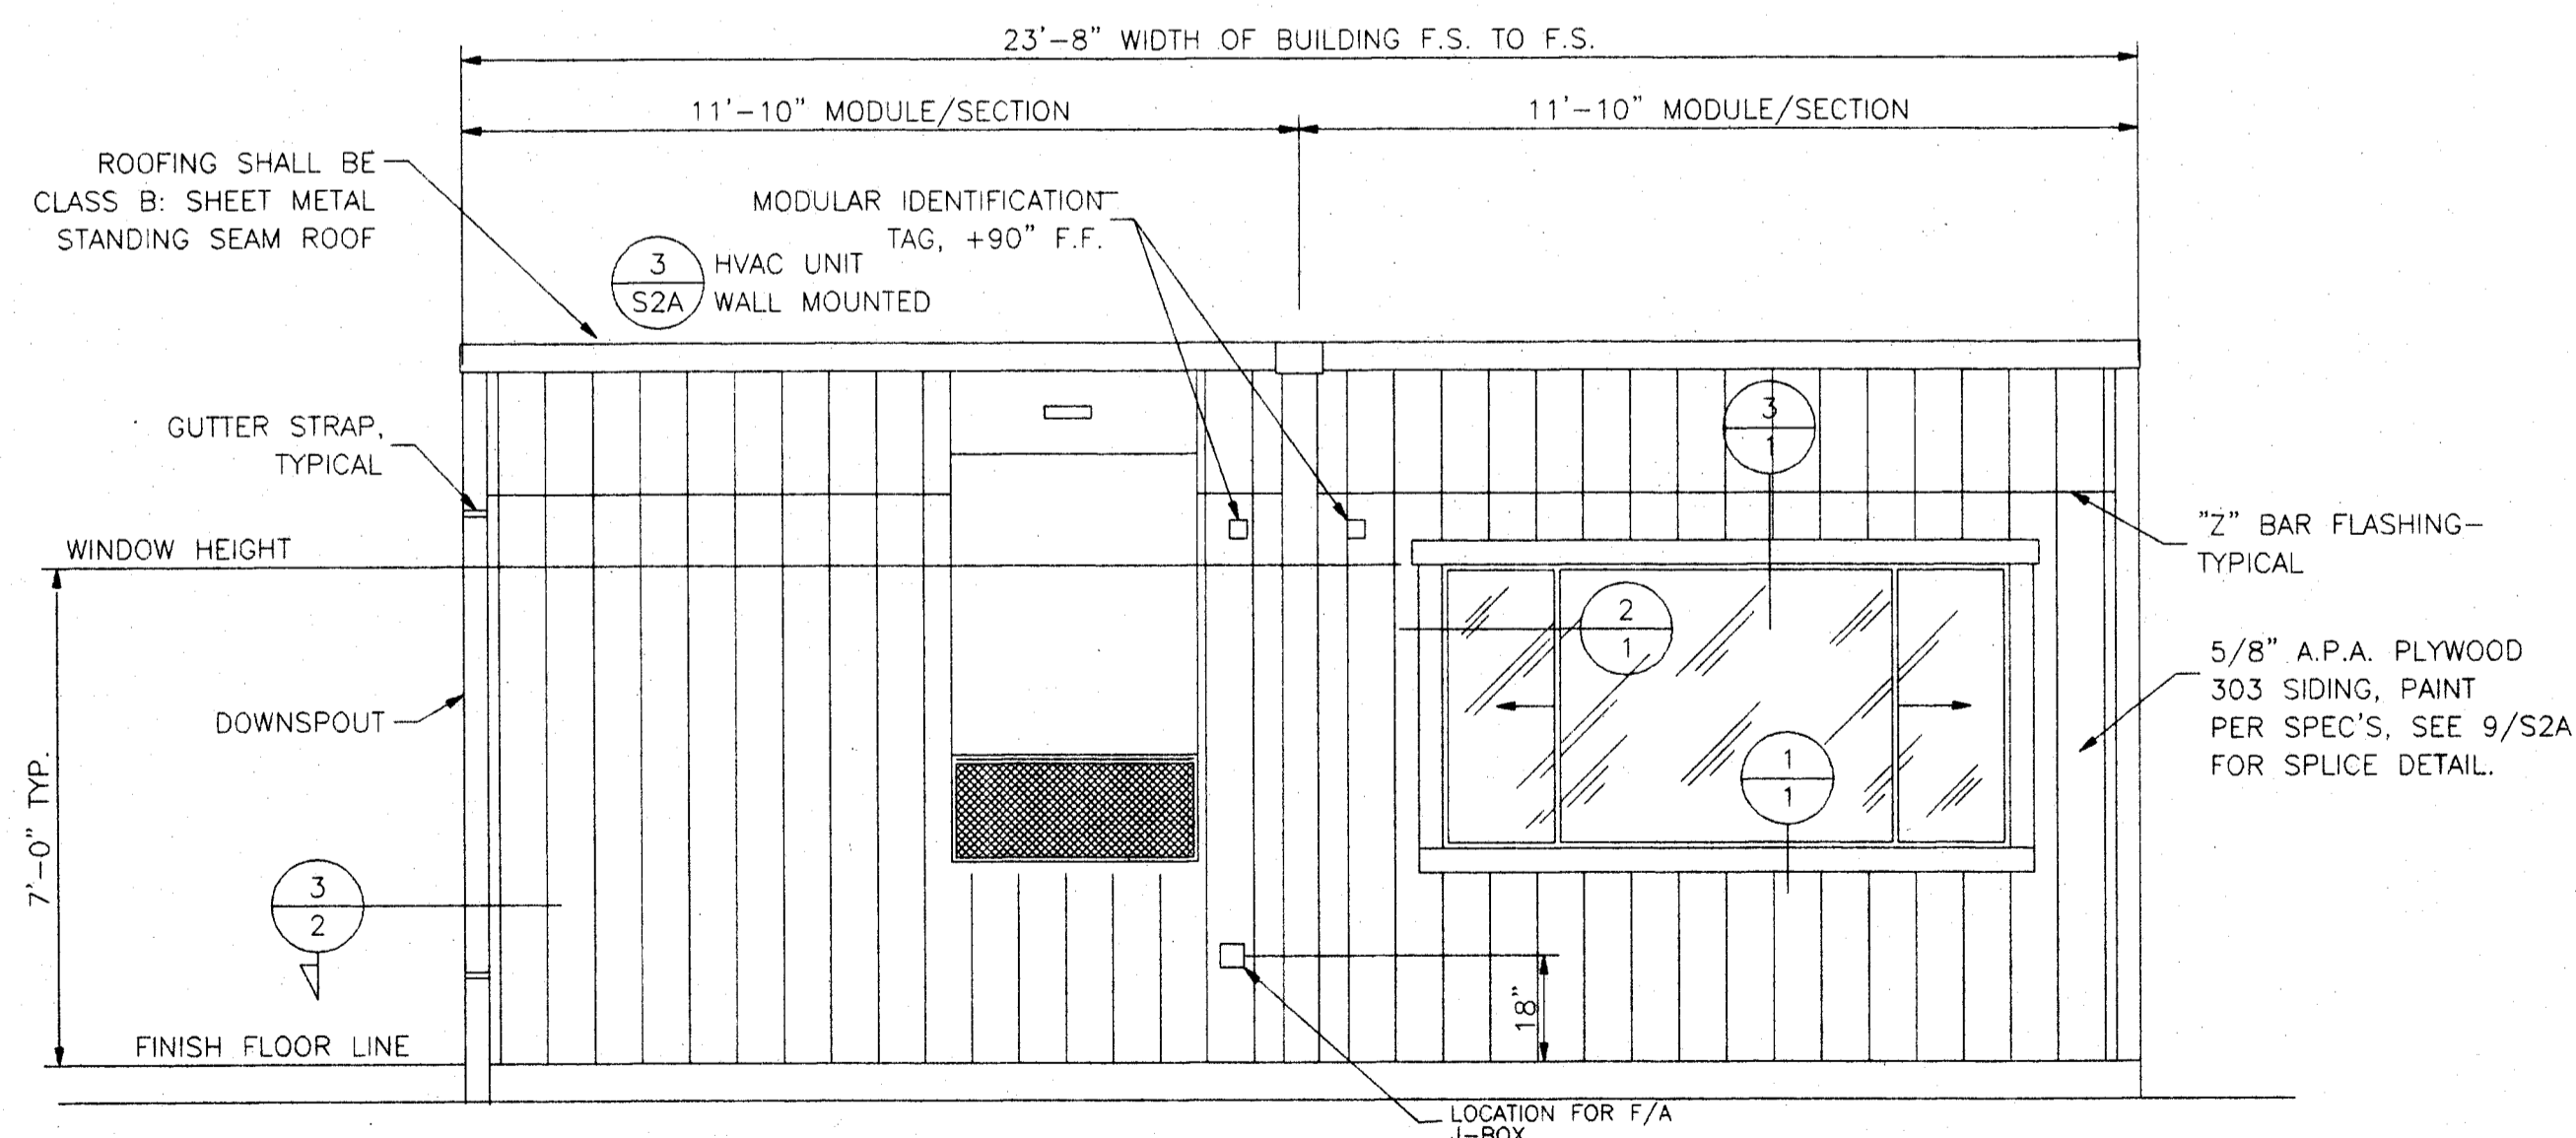 23'-8" WIDTH OF BUILDING F.S. TO F.S.
11'-10" MODULE/SECTION
11'-10" MODULE/SECTION
ROOFING SHALL BE
CLASS B: SHEET METAL
STANDING SEAM ROOF
MODULAR IDENTIFICATION
TAG, +90" F.F.
3
S2A
HVAC UNIT
WALL MOUNTED
3
1
GUTTER STRAP,
TYPICAL
"Z" BAR FLASHING-
TYPICAL
WINDOW HEIGHT
2
1
5/8" A.P.A. PLYWOOD
303 SIDING, PAINT
PER SPEC'S, SEE 9/S2A
FOR SPLICE DETAIL.
DOWNSPOUT
1
1
7'-0" TYP.
3
2
18"
FINISH FLOOR LINE
LOCATION FOR F/A
J-BOX